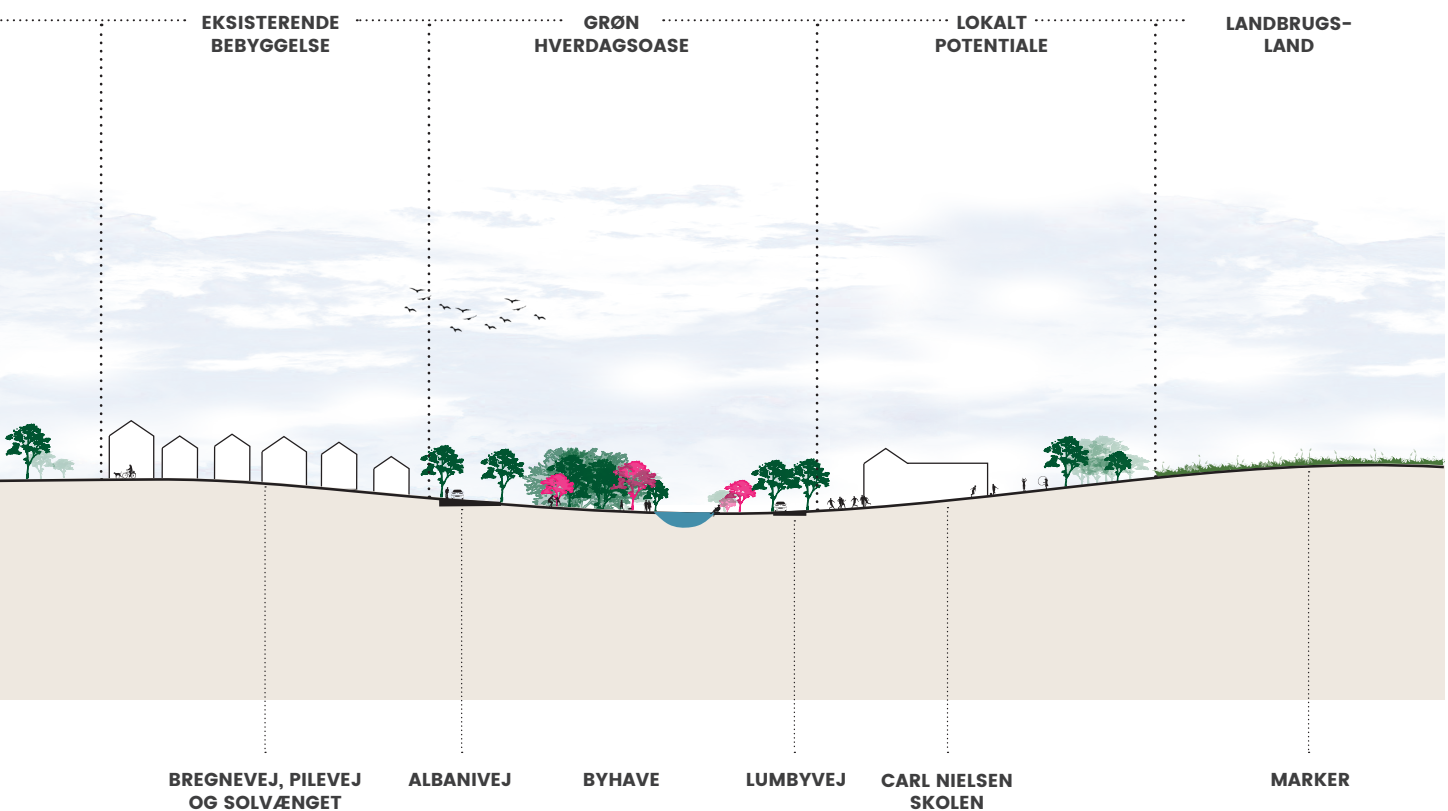 EKSISTERENDE
BEBYGGELSE
GRØN
HVERDAGSOASE
LOKALT
POTENTIALE
LANDBRUGS-
LAND
BREGNEVEJ, PILEVEJ
OG SOLVÆNGET
ALBANIVEJ
BYHAVE
LUMBYVEJ
CARL NIELSEN
SKOLEN
MARKER